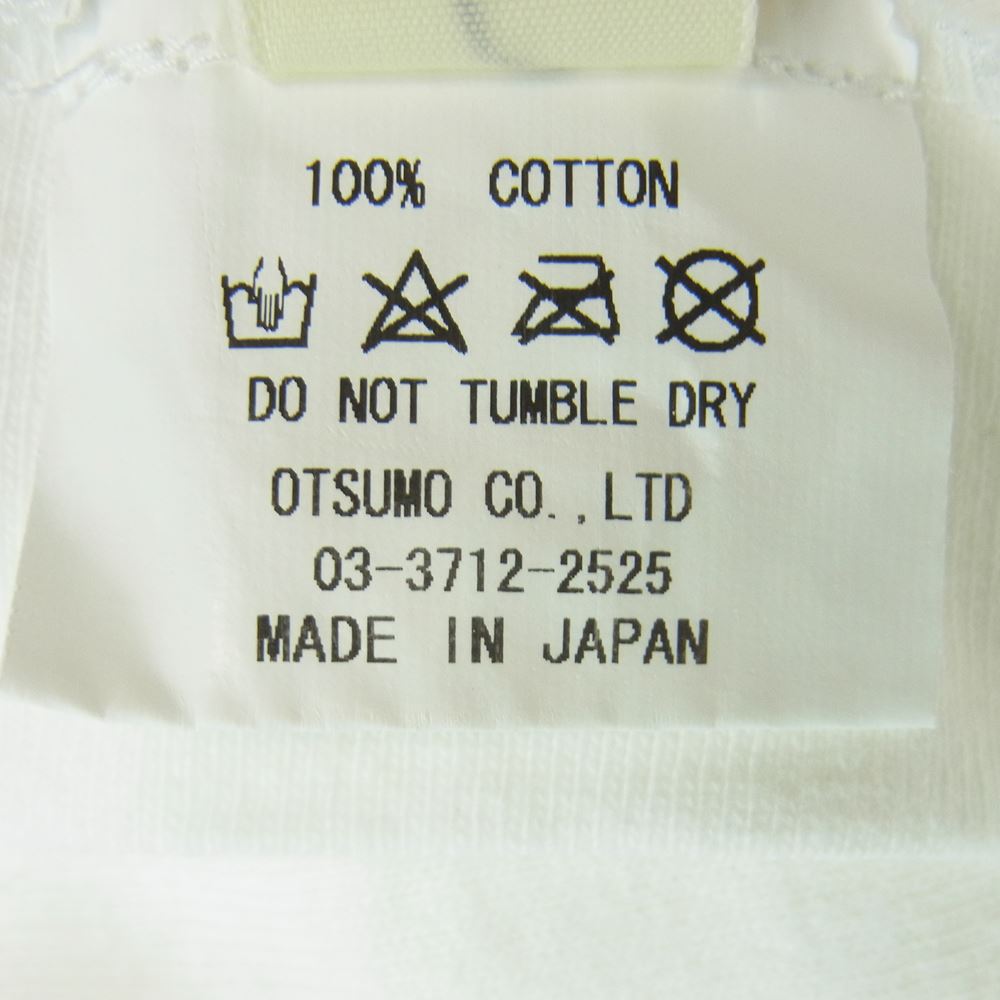 100% COTTON
DO NOT TUMBLE DRY
OTSUMO CO.,LTD
03-3712-2525
MADE IN JAPAN